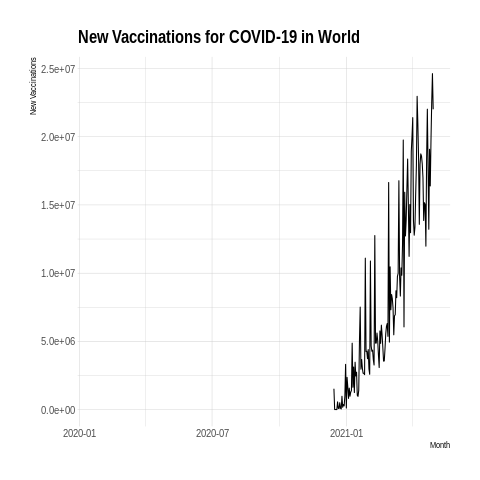 New Vaccinations for COVID-19 in World
New Vaccinations
2.5e+07
2.0e+07
1.5e+07
1.0e+07
5.0e+06
0.0e+00
2020-01 2020-07 2021-01
Month